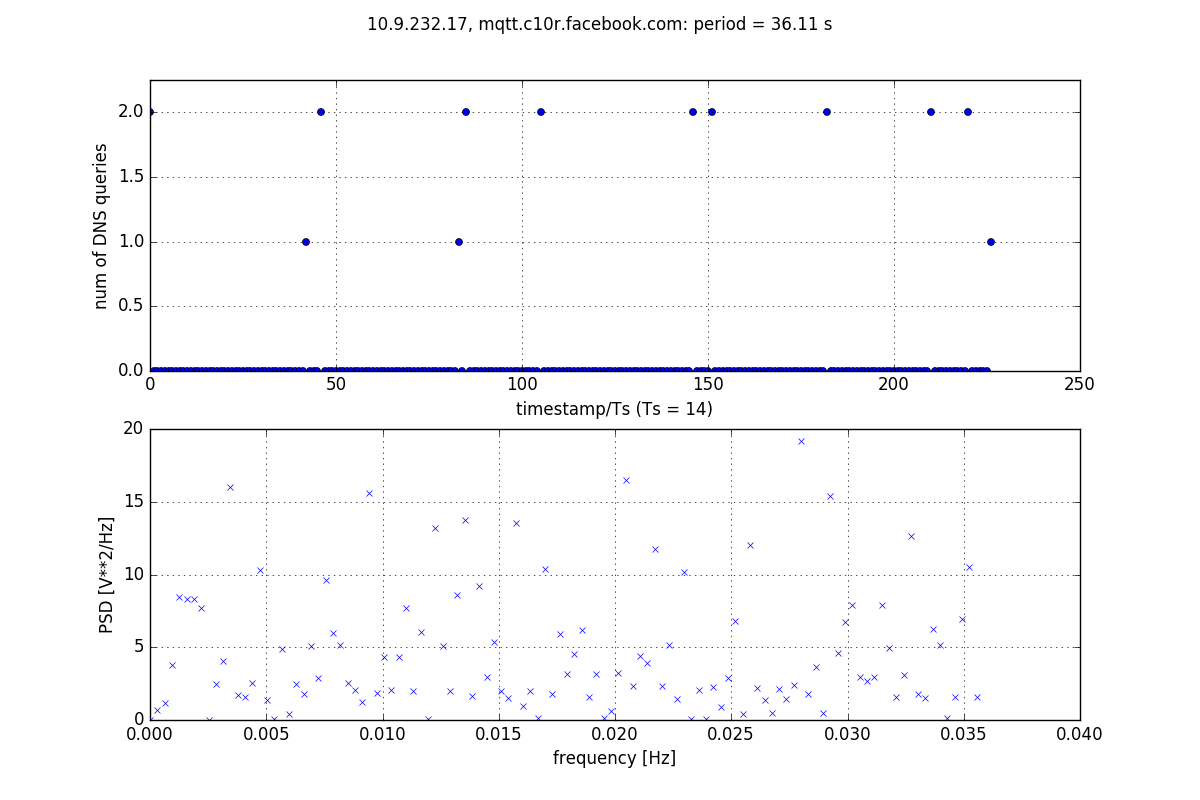 10.9.232.17, mqtt.c10r.facebook.com: period = 36.11 s
2.0
1.5
1.0
0.5
0.0
num of DNS queries
0 50 100 150 200 250
timestamp/Ts (Ts = 14)
20
15
10
5
0
PSD [V**2/Hz]
0.000 0.005 0.010 0.015 0.020 0.025 0.030 0.035 0.040
frequency [Hz]